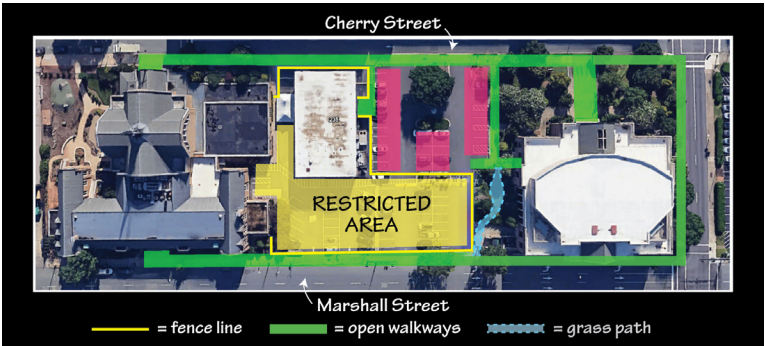 Cherry Street
RESTRICTED
AREA
Marshall Street
= fence line
= open walkways
= grass path